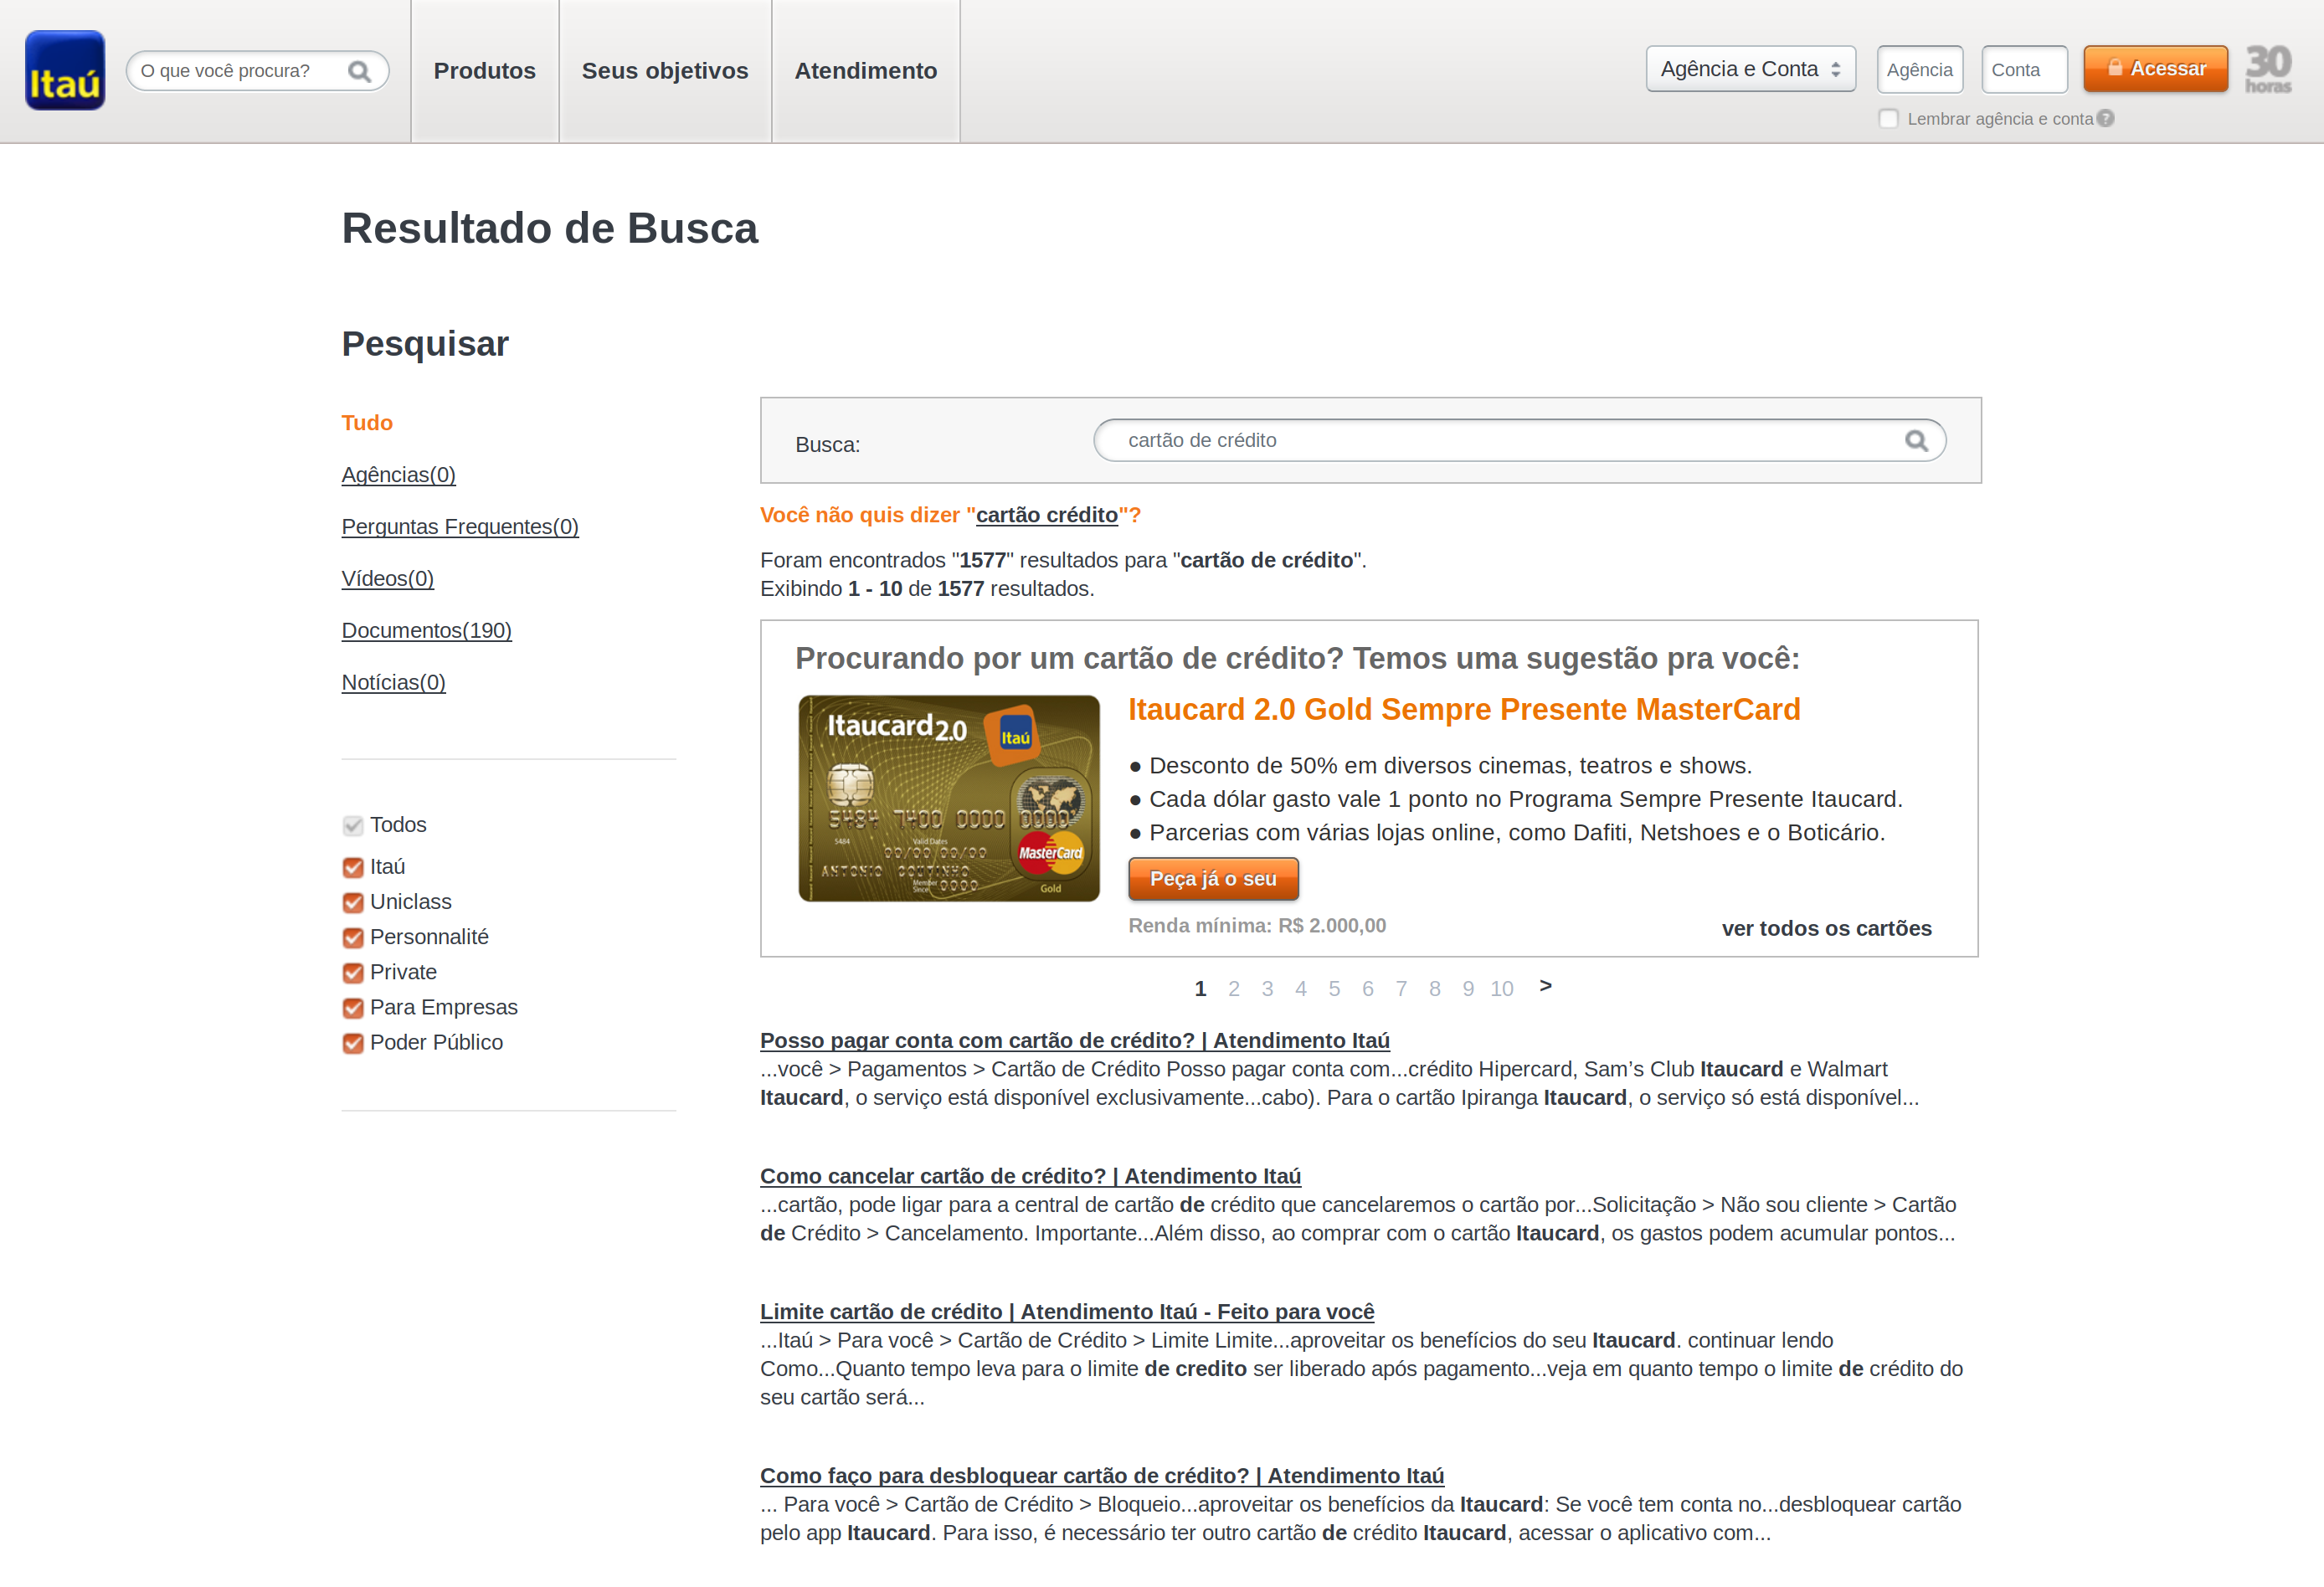 Itaú
O que você procura?
Produtos
Seus objetivos
Atendimento
Agência e Conta
Agência
Conta
Acessar
30
horas
Lembrar agência e conta ?
Resultado de Busca
Pesquisar
Tudo
Agências(0)
Perguntas Frequentes(0)
Vídeos(0)
Documentos(190)
Notícias(0)
Todos
Itaú
Uniclass
Personnalité
Private
Para Empresas
Poder Público
Busca:
cartão de crédito
Você não quis dizer "cartão crédito"?
Foram encontrados "1577" resultados para "cartão de crédito".
Exibindo 1 - 10 de 1577 resultados.
Procurando por um cartão de crédito? Temos uma sugestão pra você:
Itaucard 2.0
Itaú
5484 7400 0000 0000
5484
Valid Dates
00/00 00/00
ANTONIO COUTINHO
Member
Since
0000
MasterCard
Gold
Itaucard 2.0 Gold Sempre Presente MasterCard
● Desconto de 50% em diversos cinemas, teatros e shows.
● Cada dólar gasto vale 1 ponto no Programa Sempre Presente Itaucard.
● Parcerias com várias lojas online, como Dafiti, Netshoes e o Boticário.
Peça já o seu
Renda mínima: R$ 2.000,00
ver todos os cartões
1 2 3 4 5 6 7 8 9 10 >
Posso pagar conta com cartão de crédito? | Atendimento Itaú
...você > Pagamentos > Cartão de Crédito Posso pagar conta com...crédito Hipercard, Sam’s Club Itaucard e Walmart
Itaucard, o serviço está disponível exclusivamente...cabo). Para o cartão Ipiranga Itaucard, o serviço só está disponível...
Como cancelar cartão de crédito? | Atendimento Itaú
...cartão, pode ligar para a central de cartão de crédito que cancelaremos o cartão por...Solicitação > Não sou cliente > Cartão
de Crédito > Cancelamento. Importante...Além disso, ao comprar com o cartão Itaucard, os gastos podem acumular pontos...
Limite cartão de crédito | Atendimento Itaú - Feito para você
...Itaú > Para você > Cartão de Crédito > Limite Limite...aproveitar os benefícios do seu Itaucard. continuar lendo
Como...Quanto tempo leva para o limite de credito ser liberado após pagamento...veja em quanto tempo o limite de crédito do
seu cartão será...
Como faço para desbloquear cartão de crédito? | Atendimento Itaú
... Para você > Cartão de Crédito > Bloqueio...aproveitar os benefícios da Itaucard: Se você tem conta no...desbloquear cartão
pelo app Itaucard. Para isso, é necessário ter outro cartão de crédito Itaucard, acessar o aplicativo com...